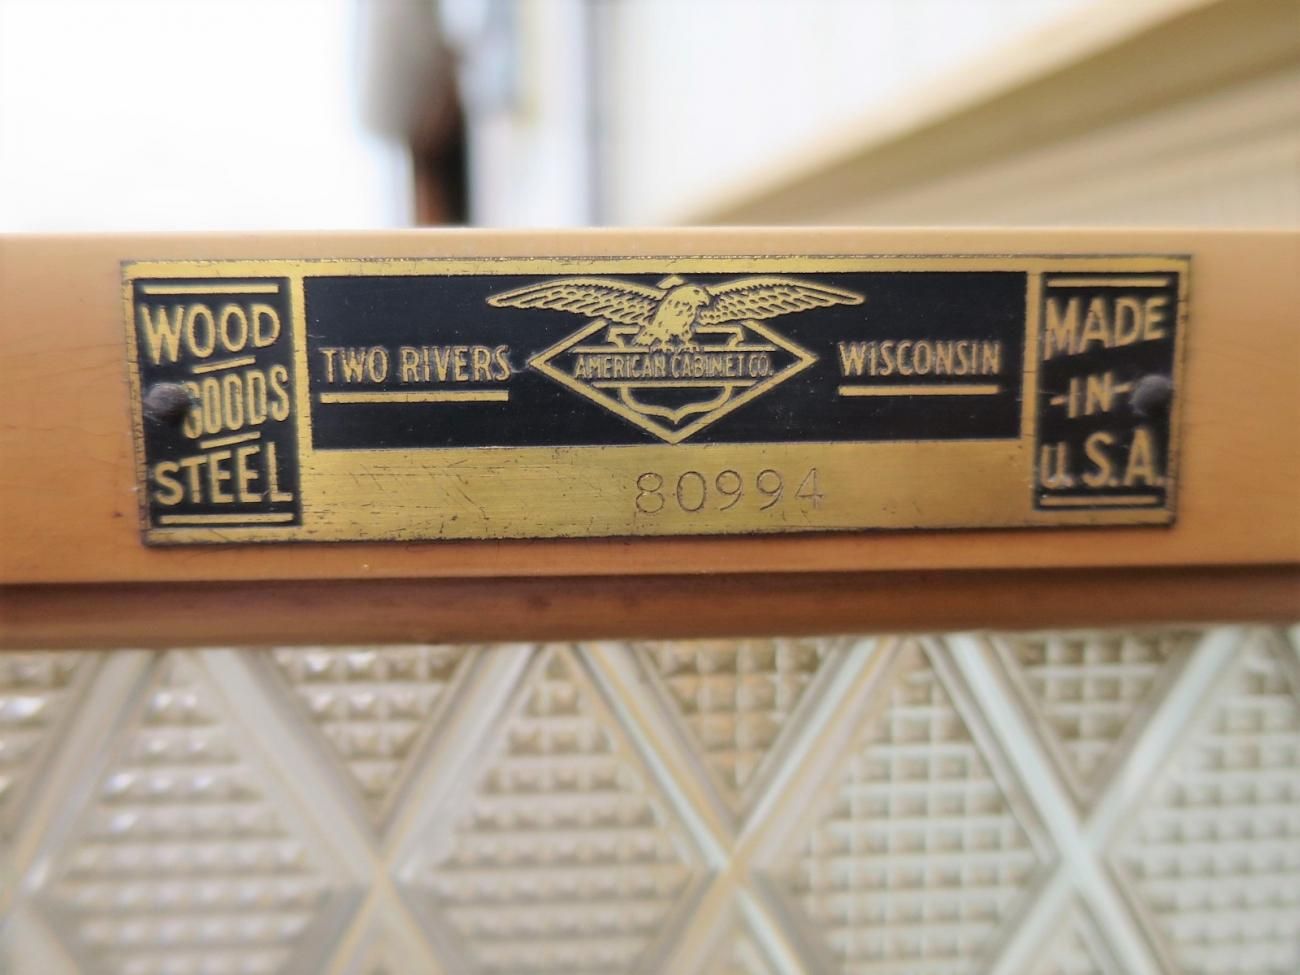 WOOD
GOODS
STEEL
TWO RIVERS
AMERICAN CABINET CO.
WISCONSIN
80994
MADE
-IN-
U.S.A.